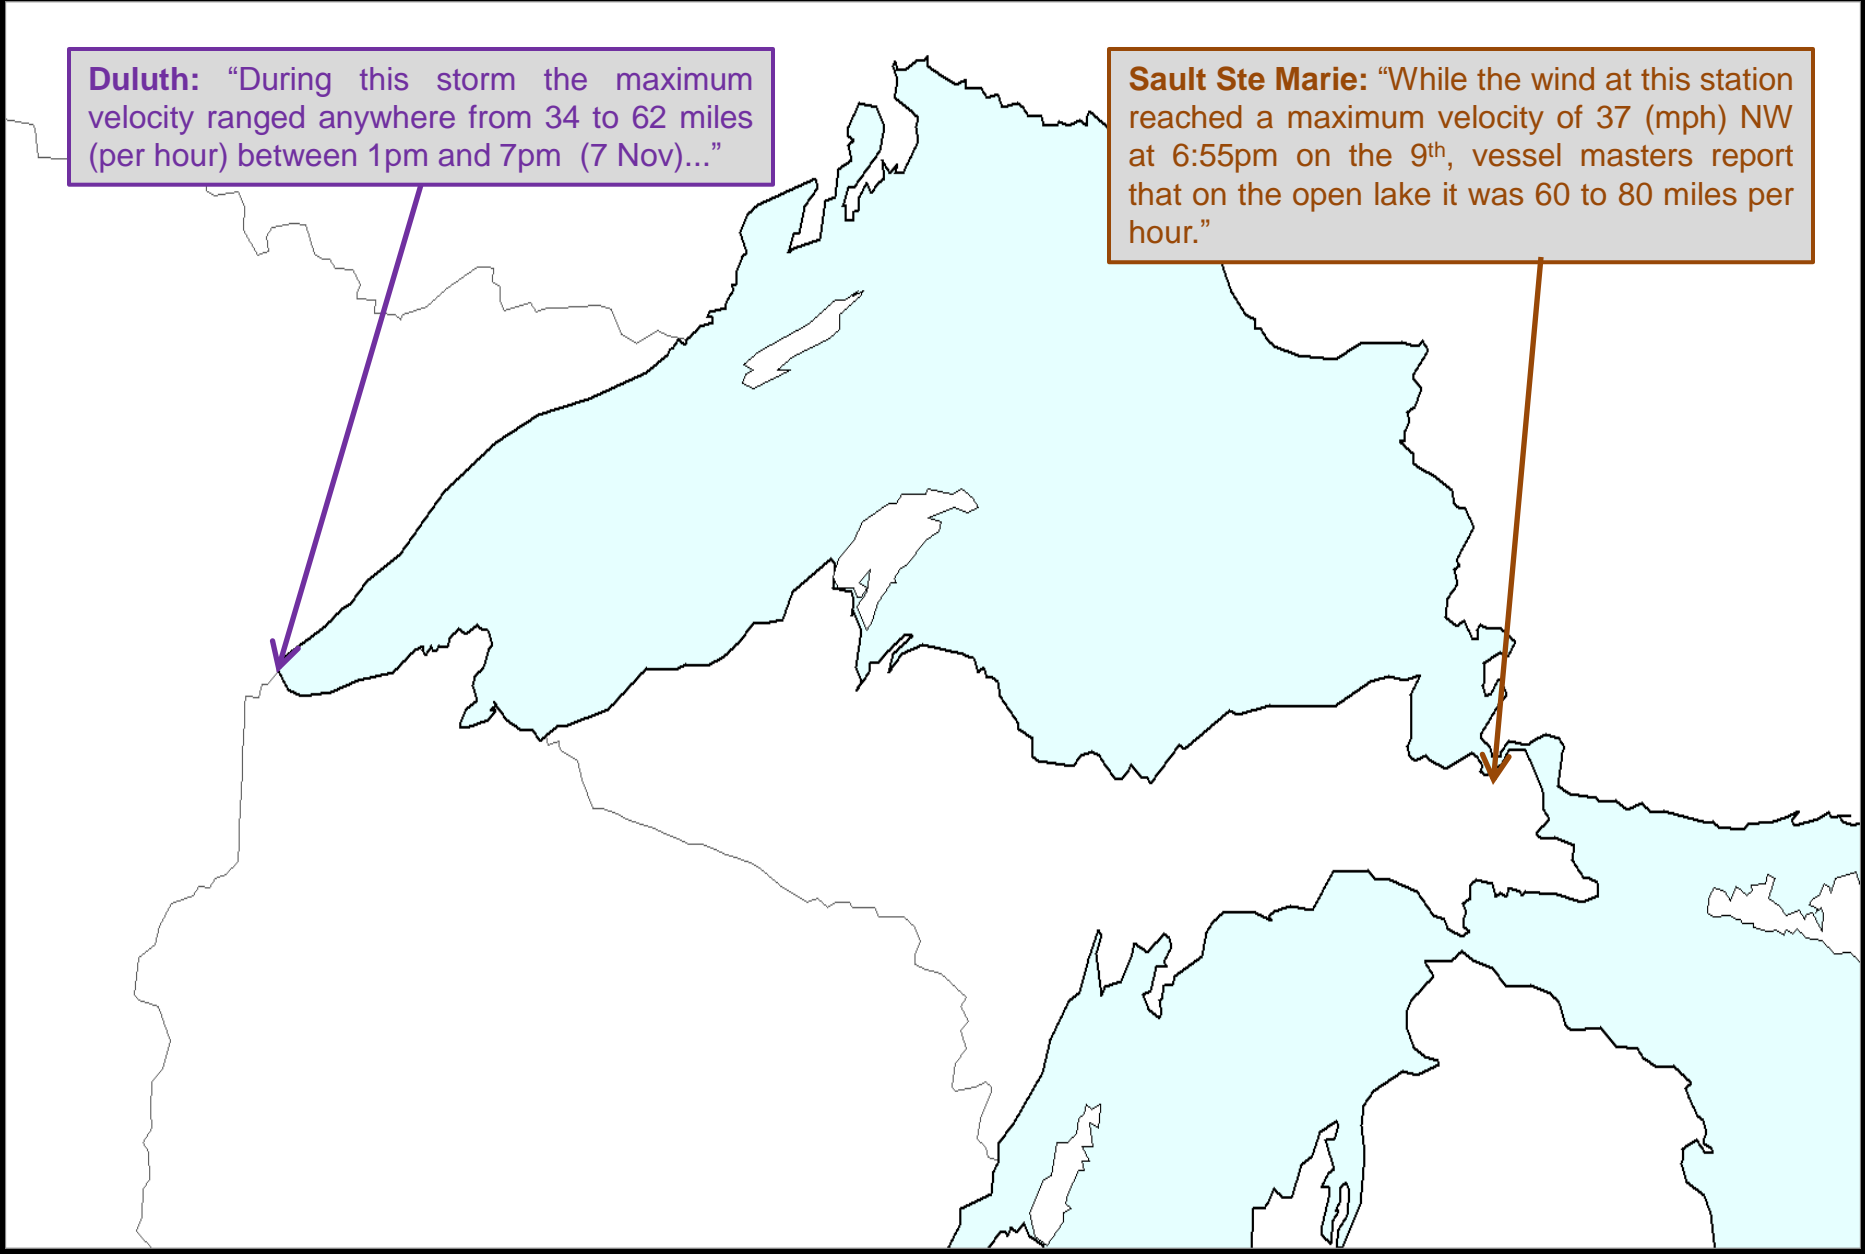 Duluth: “During this storm the maximum
velocity ranged anywhere from 34 to 62 miles
(per hour) between 1pm and 7pm (7 Nov)...”
Sault Ste Marie: “While the wind at this station
reached a maximum velocity of 37 (mph) NW
at 6:55pm on the 9th, vessel masters report
that on the open lake it was 60 to 80 miles per
hour.”